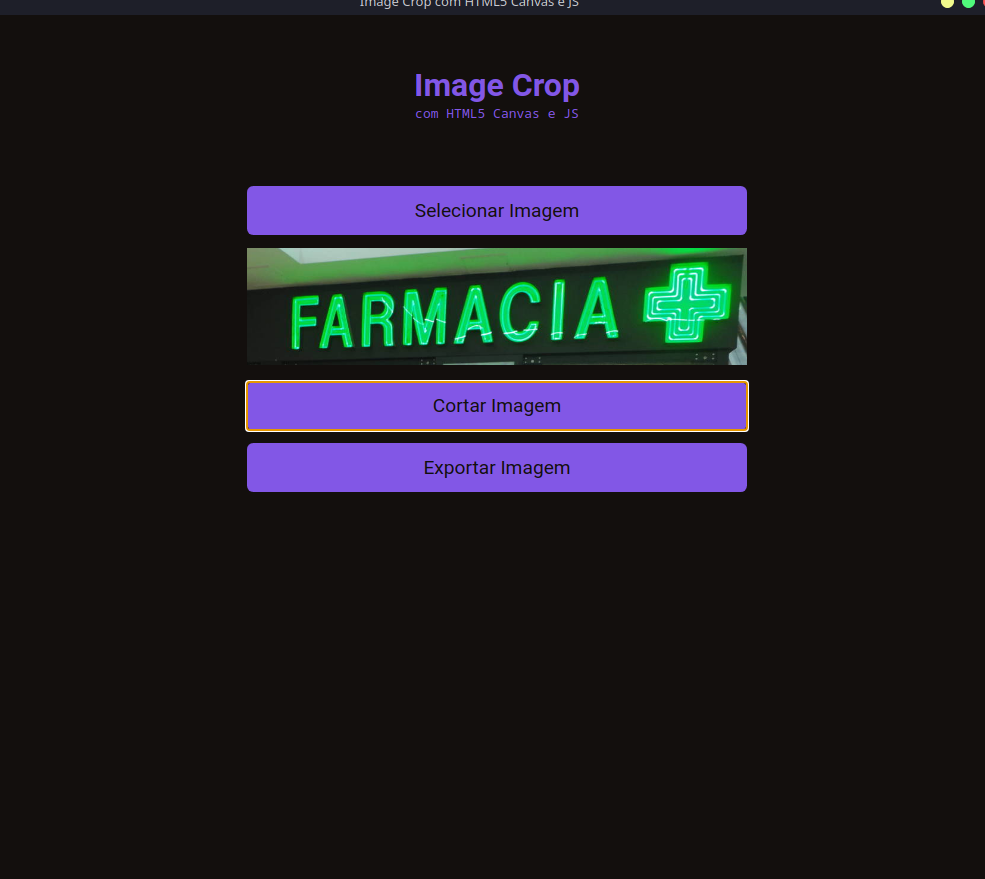 Image Crop com HTML5 Canvas e JS
Image Crop
com HTML5 Canvas e JS
Selecionar Imagem
FARMACIA
Cortar Imagem
Exportar Imagem